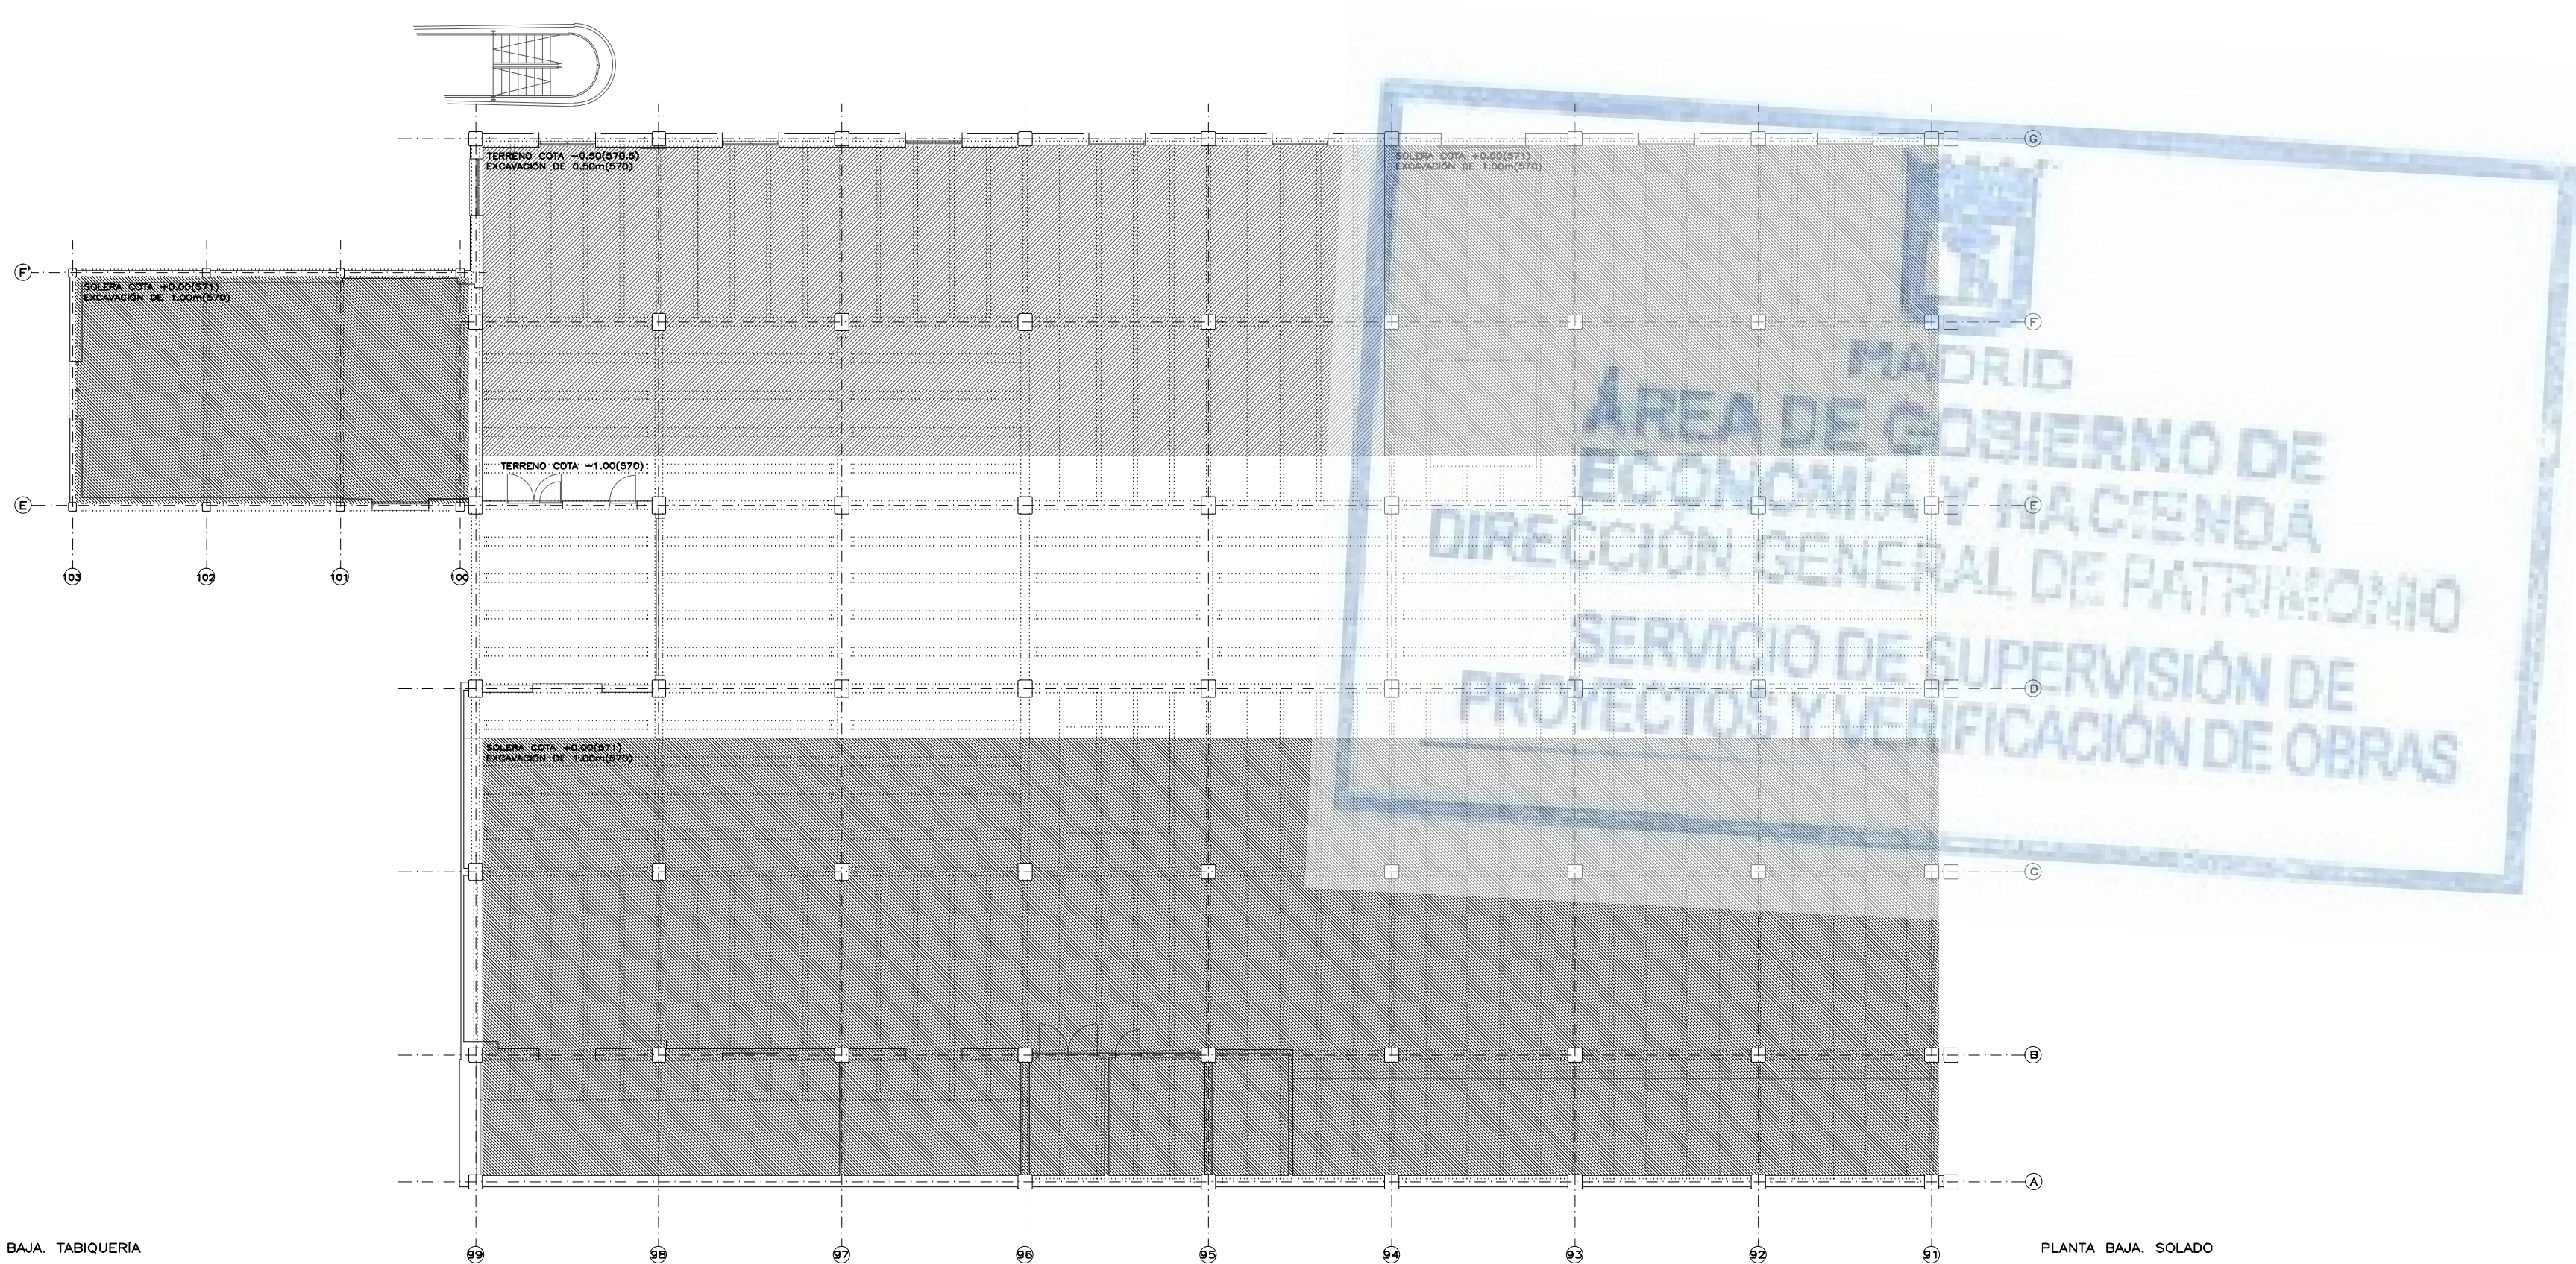 TERRENO COTA -0.50(570.5)
EXCAVACIÓN DE 0.50m(570)
SOLERA COTA +0.00(571)
EXCAVACIÓN DE 1.00m(570)
G
F'
SOLERA COTA +0.00(571)
EXCAVACIÓN DE 1.00m(570)
F
MADRID
ÁREA DE GOBIERNO DE
ECONOMÍA Y HACIENDA
DIRECCIÓN GENERAL DE PATRIMONIO
SERVICIO DE SUPERVISIÓN DE
PROYECTOS Y VERIFICACIÓN DE OBRAS
TERRENO COTA -1.00(570)
E
E
103
102
101
100
D
SOLERA COTA +0.00(571)
EXCAVACIÓN DE 1.00m(570)
C
B
A
BAJA. TABIQUERÍA
99
98
97
96
95
94
93
92
91
PLANTA BAJA. SOLADO